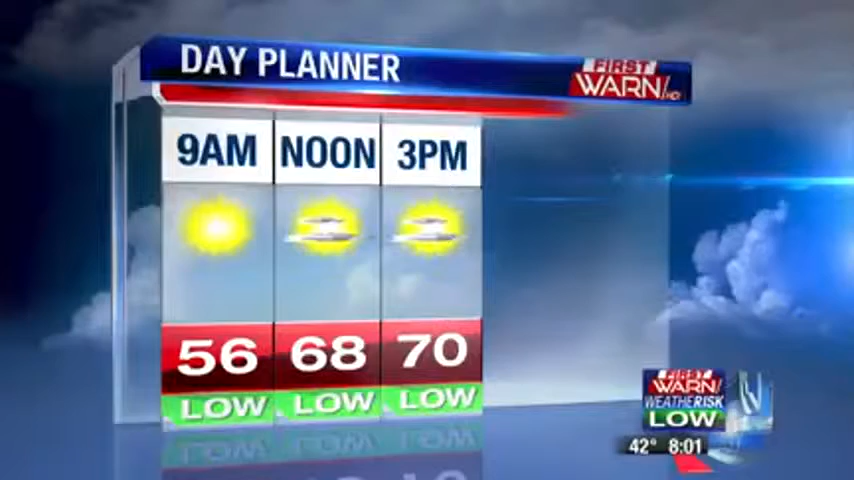 DAY PLANNER
FIRST
WARN HD
9AM NOON 3PM
56 68 70
LOW LOW LOW
FIRST
WARN
WEATHERISK
LOW
42° 8:01